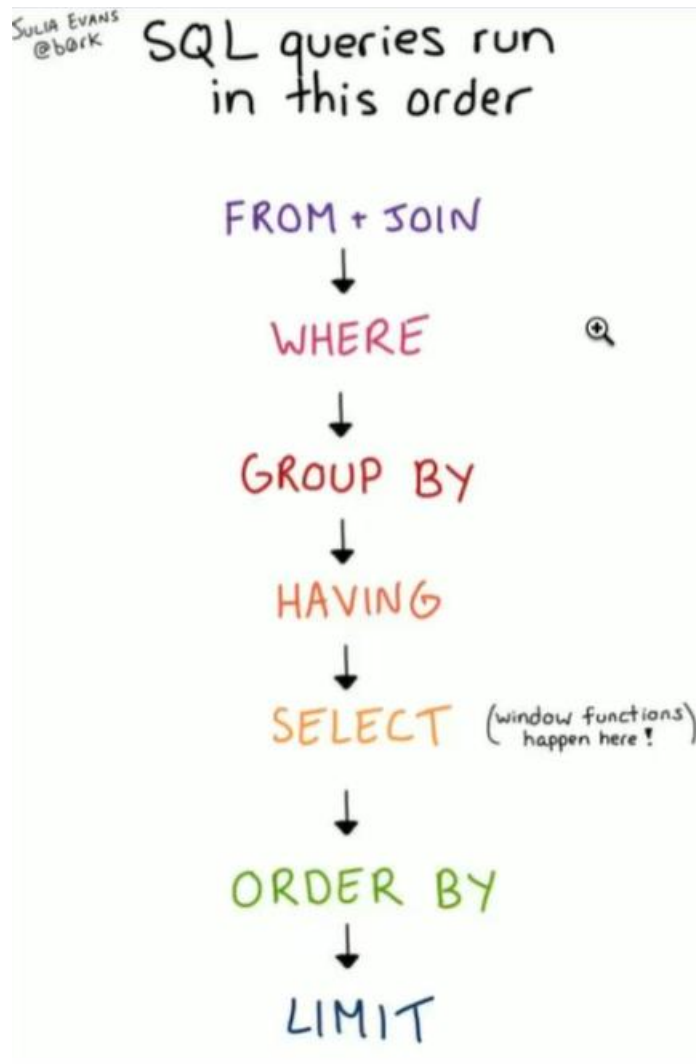 JULIA EVANS
@b0rk
SQL queries run
in this order
FROM + JOIN
WHERE
GROUP BY
HAVING
SELECT (window functions
happen here!)
ORDER BY
LIMIT